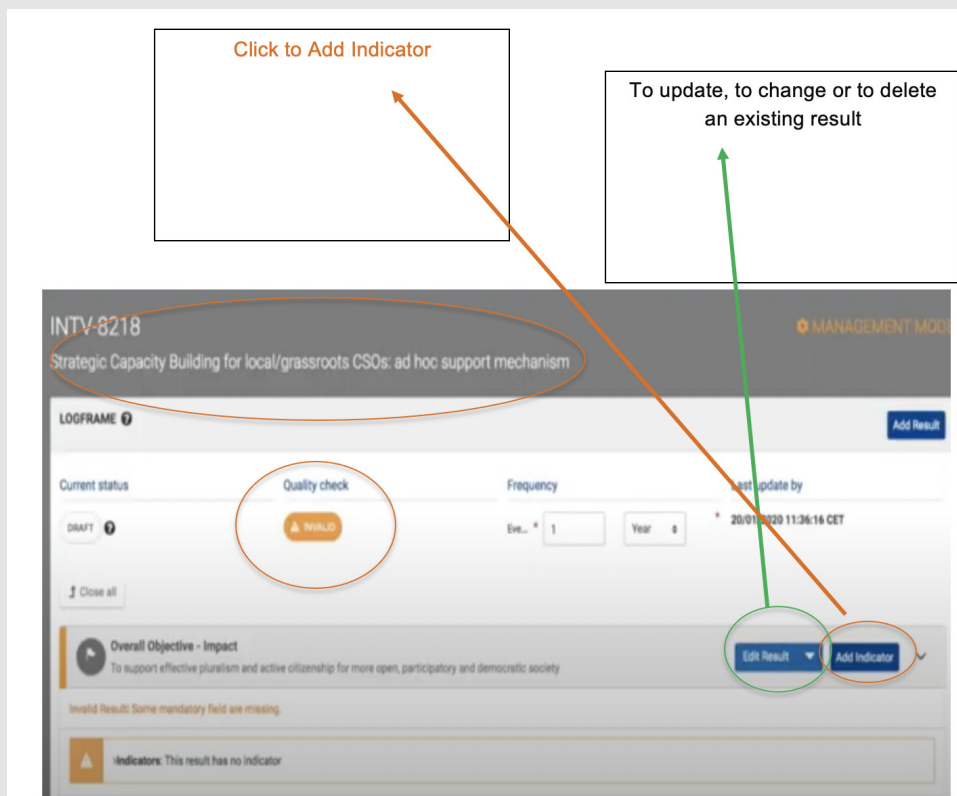 Click to Add Indicator
To update, to change or to delete
an existing result
INTV-8218
MANAGEMENT MODE
Strategic Capacity Building for local/grassroots CSOs: ad hoc support mechanism
LOGFRAME ?
Add Result
Current status
Quality check
Frequency
Last update by
DRAFT ?
INVALID
Eve... * 1
Year
* 20/01/2020 11:36:16 CET
Close all
Overall Objective - Impact
To support effective pluralism and active citizenship for more open, participatory and democratic society
Edit Result
Add Indicator
Invalid Result! Some mandatory field are missing.
Indicators: This result has no indicator